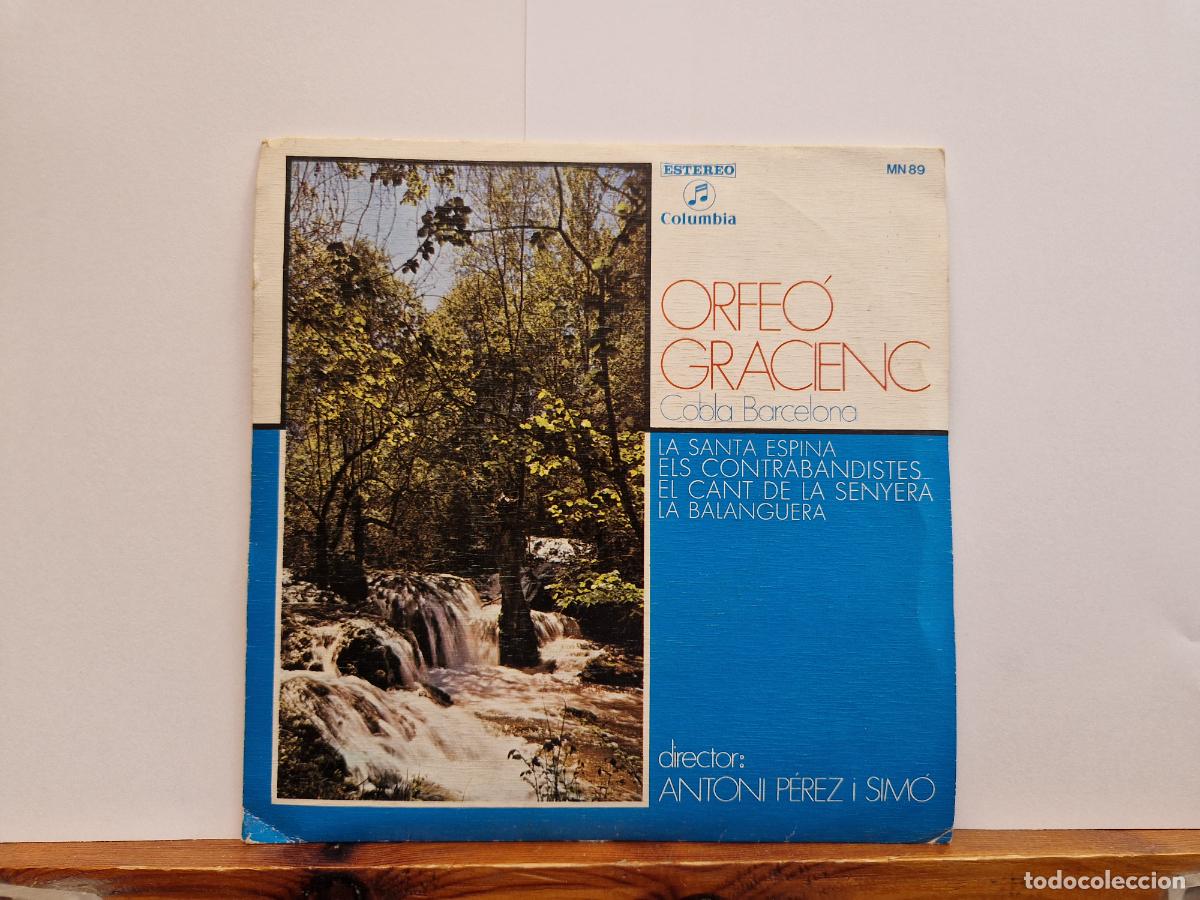 ESTEREO
Columbia
MN 89
ORFEÓ
GRACIENC
Cobla Barcelona
LA SANTA ESPINA
ELS CONTRABANDISTES
EL CANT DE LA SENYERA
LA BALANGUERA
director:
ANTONI PÉREZ i SIMÓ
todocoleccion